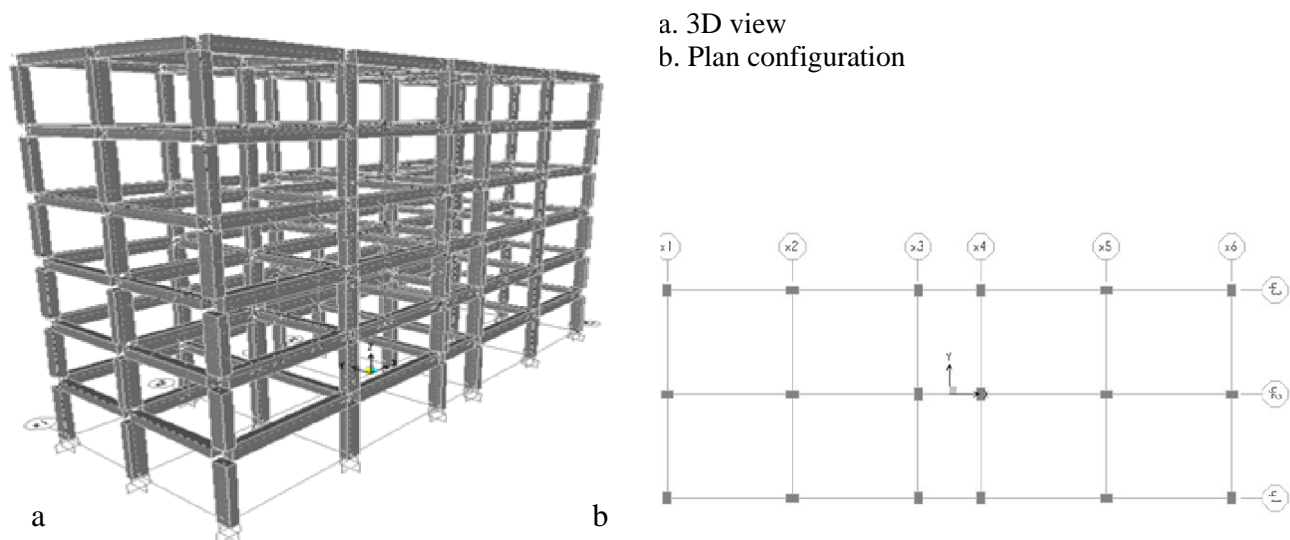 a. 3D view
b. Plan configuration
x1 x2 x3 x4 x5 x6
Y
a
b